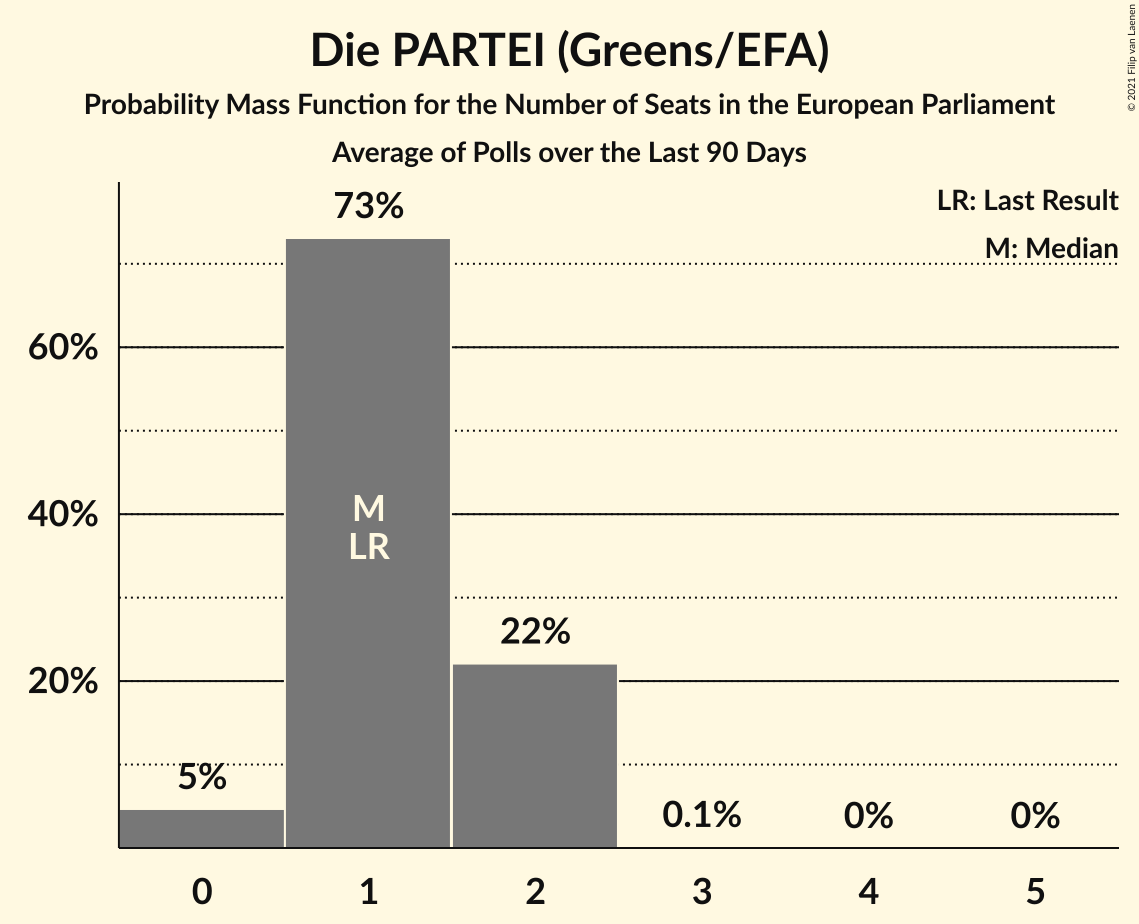 Die PARTEI (Greens/EFA)
Probability Mass Function for the Number of Seats in the European Parliament
Average of Polls over the Last 90 Days
© 2021 Filip van Laenen
LR: Last Result
M: Median
73%
60%
M
40%
LR
22%
20%
5%
0.1%
0%
0%
0
1
2
3
4
5